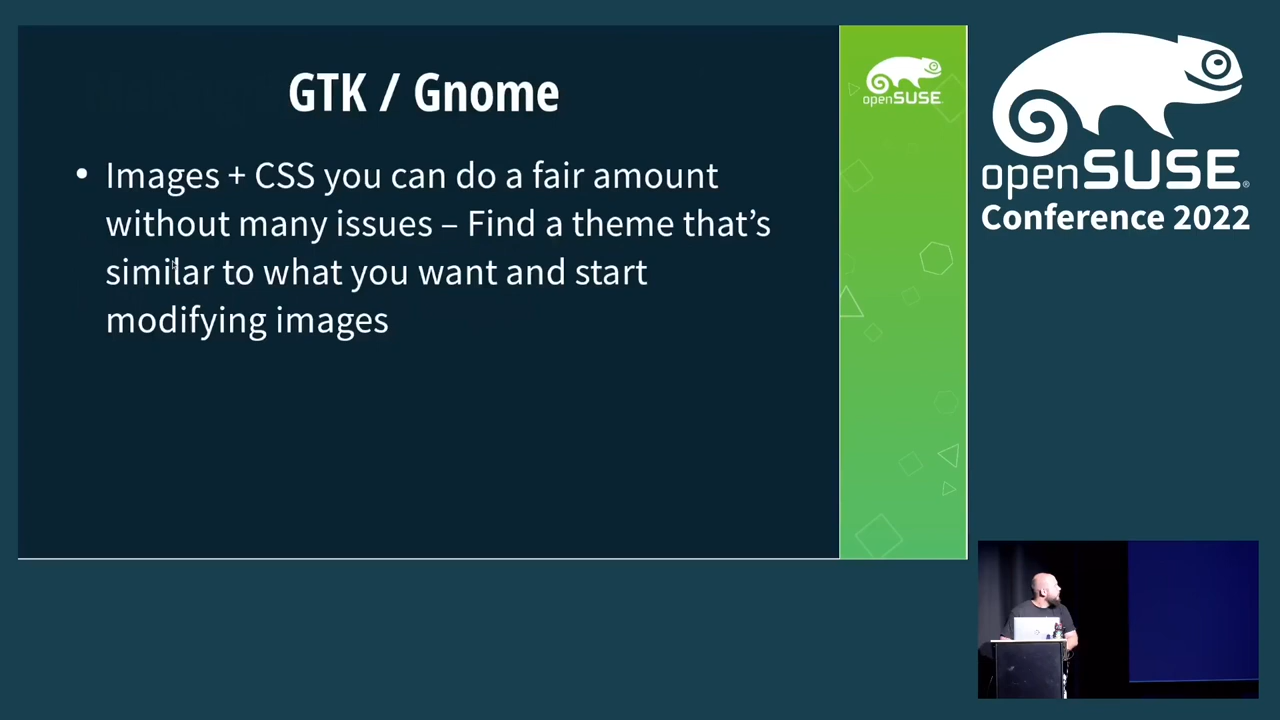 GTK / Gnome
• Images + CSS you can do a fair amount
without many issues – Find a theme that's
similar to what you want and start
modifying images
openSUSE
openSUSE®
Conference 2022